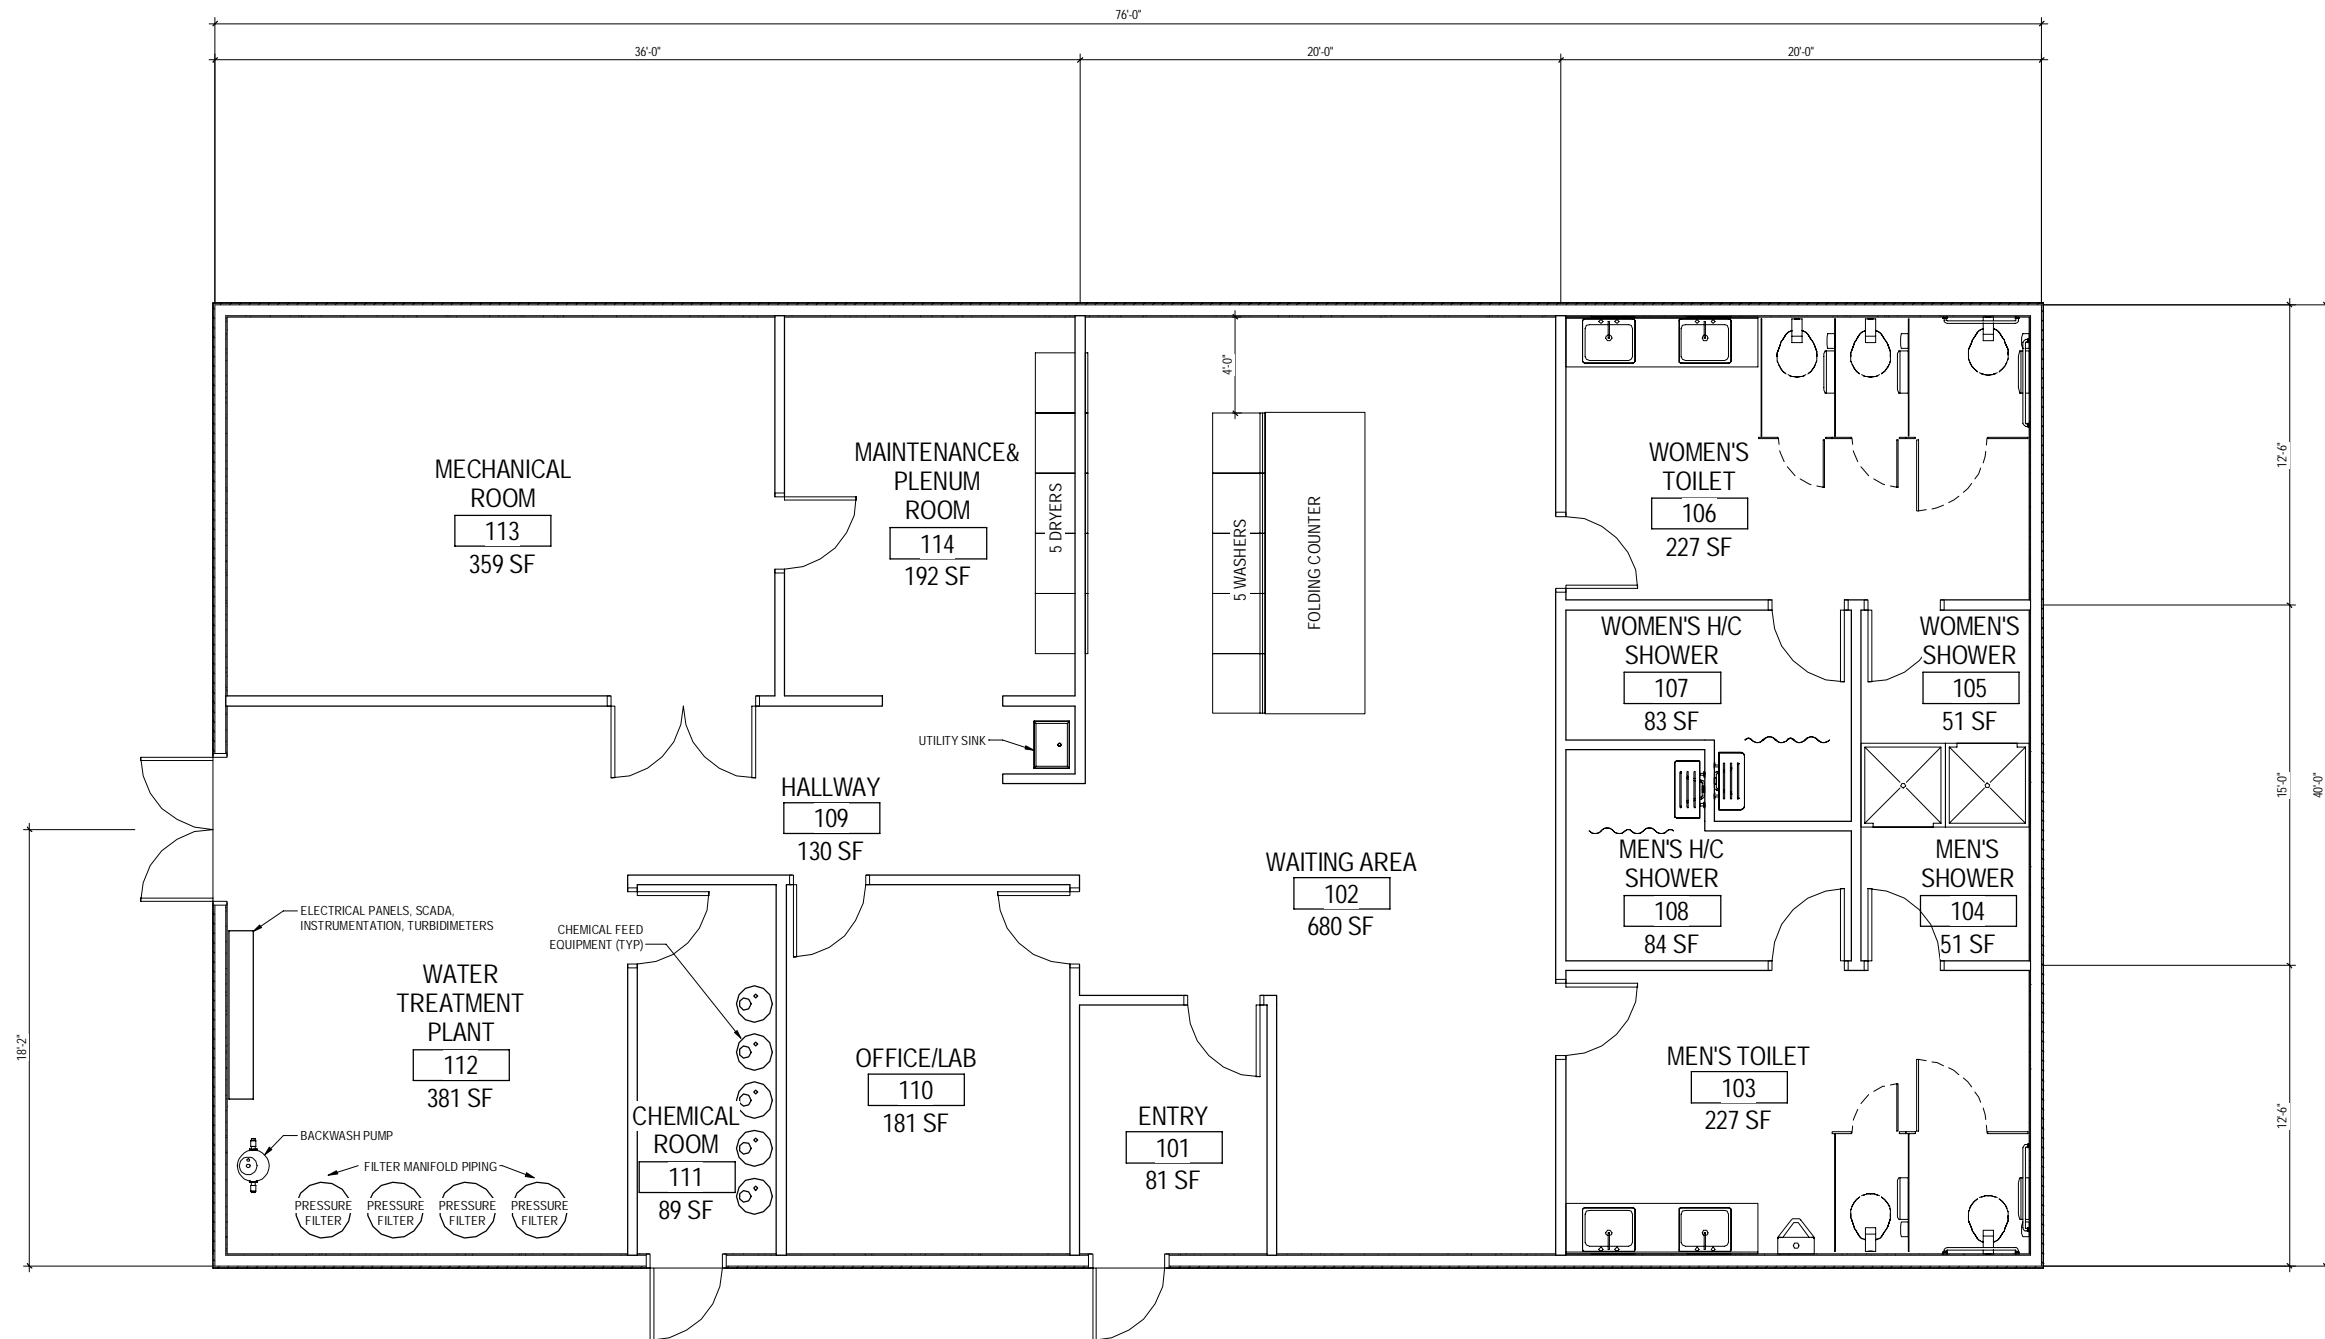 76'-0"
36'-0"
20'-0"
20'-0"
4'-0"
12'-6"
15'-0"
40'-0"
12'-6"
18'-2"
MECHANICAL
ROOM
113
359 SF
MAINTENANCE&
PLENUM
ROOM
114
192 SF
5 DRYERS
5 WASHERS
FOLDING COUNTER
WOMEN'S
TOILET
106
227 SF
WOMEN'S H/C
SHOWER
107
83 SF
WOMEN'S
SHOWER
105
51 SF
UTILITY SINK
HALLWAY
109
130 SF
WAITING AREA
102
680 SF
MEN'S H/C
SHOWER
108
84 SF
MEN'S
SHOWER
104
51 SF
ELECTRICAL PANELS, SCADA,
INSTRUMENTATION, TURBIDIMETERS
CHEMICAL FEED
EQUIPMENT (TYP)
WATER
TREATMENT
PLANT
112
381 SF
OFFICE/LAB
110
181 SF
MEN'S TOILET
103
227 SF
CHEMICAL
ROOM
111
89 SF
ENTRY
101
81 SF
BACKWASH PUMP
FILTER MANIFOLD PIPING
PRESSURE
FILTER
PRESSURE
FILTER
PRESSURE
FILTER
PRESSURE
FILTER